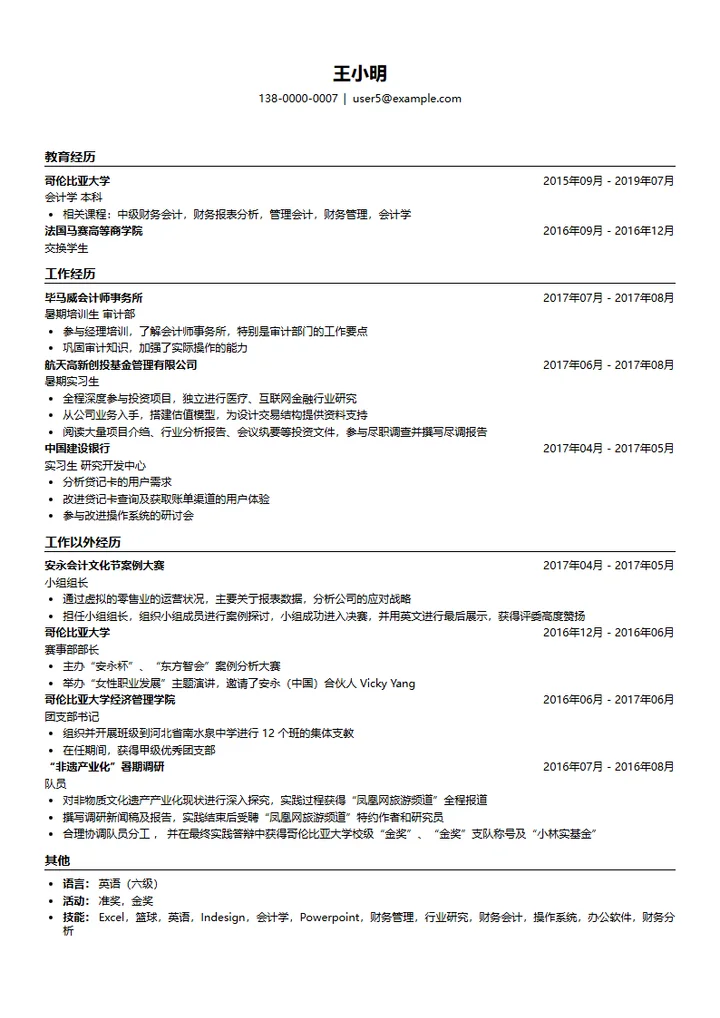 王小明
138-0000-0007 | user5@example.com
教育经历
哥伦比亚大学 2015年09月 - 2019年07月
会计学 本科
• 相关课程：中级财务会计，财务报表分析，管理会计，财务管理，会计学
法国马赛高等商学院 2016年09月 - 2016年12月
交换学生
工作经历
毕马威会计师事务所 2017年07月 - 2017年08月
暑期培训生 审计部
• 参与经理培训，了解会计师事务所，特别是审计部门的工作要点
• 巩固审计知识，加强了实际操作的能力
航天高新创投基金管理有限公司 2017年06月 - 2017年08月
暑期实习生
• 全程深度参与投资项目，独立进行医疗、互联网金融行业研究
• 从公司业务入手，搭建估值模型，为设计交易结构提供资料支持
• 阅读大量项目介绍、行业分析报告、会议纪要等投资文件，参与尽职调查并撰写尽调报告
中国建设银行 2017年04月 - 2017年05月
实习生 研究开发中心
• 分析贷记卡的用户需求
• 改进贷记卡查询及获取账单渠道的用户体验
• 参与改进操作系统的研讨会
工作以外经历
安永会计文化节案例大赛 2017年04月 - 2017年05月
小组组长
• 通过虚拟的零售业的运营状况，主要关于报表数据，分析公司的应对战略
• 担任小组组长，组织小组成员进行案例探讨，小组成功进入决赛，并用英文进行最后展示，获得评委高度赞扬
哥伦比亚大学 2016年12月 - 2016年06月
赛事部部长
• 主办“安永杯”、“东方智会”案例分析大赛
• 举办“女性职业发展”主题演讲，邀请了安永（中国）合伙人 Vicky Yang
哥伦比亚大学经济管理学院 2016年06月 - 2017年06月
团支部书记
• 组织并开展班级到河北省南水泉中学进行 12 个班的集体支教
• 在任期间，获得甲级优秀团支部
“非遗产业化”暑期调研 2016年07月 - 2016年08月
队员
• 对非物质文化遗产产业化现状进行深入探究，实践过程获得“凤凰网旅游频道”全程报道
• 撰写调研新闻稿及报告，实践结束后受聘“凤凰网旅游频道”特约作者和研究员
• 合理协调队员分工 ， 并在最终实践答辩中获得哥伦比亚大学校级“金奖”、“金奖”支队称号及“小林实基金”
其他
• 语言： 英语（六级）
• 活动： 准奖，金奖
• 技能： Excel，篮球，英语，Indesign，会计学，Powerpoint，财务管理，行业研究，财务会计，操作系统，办公软件，财务分
析